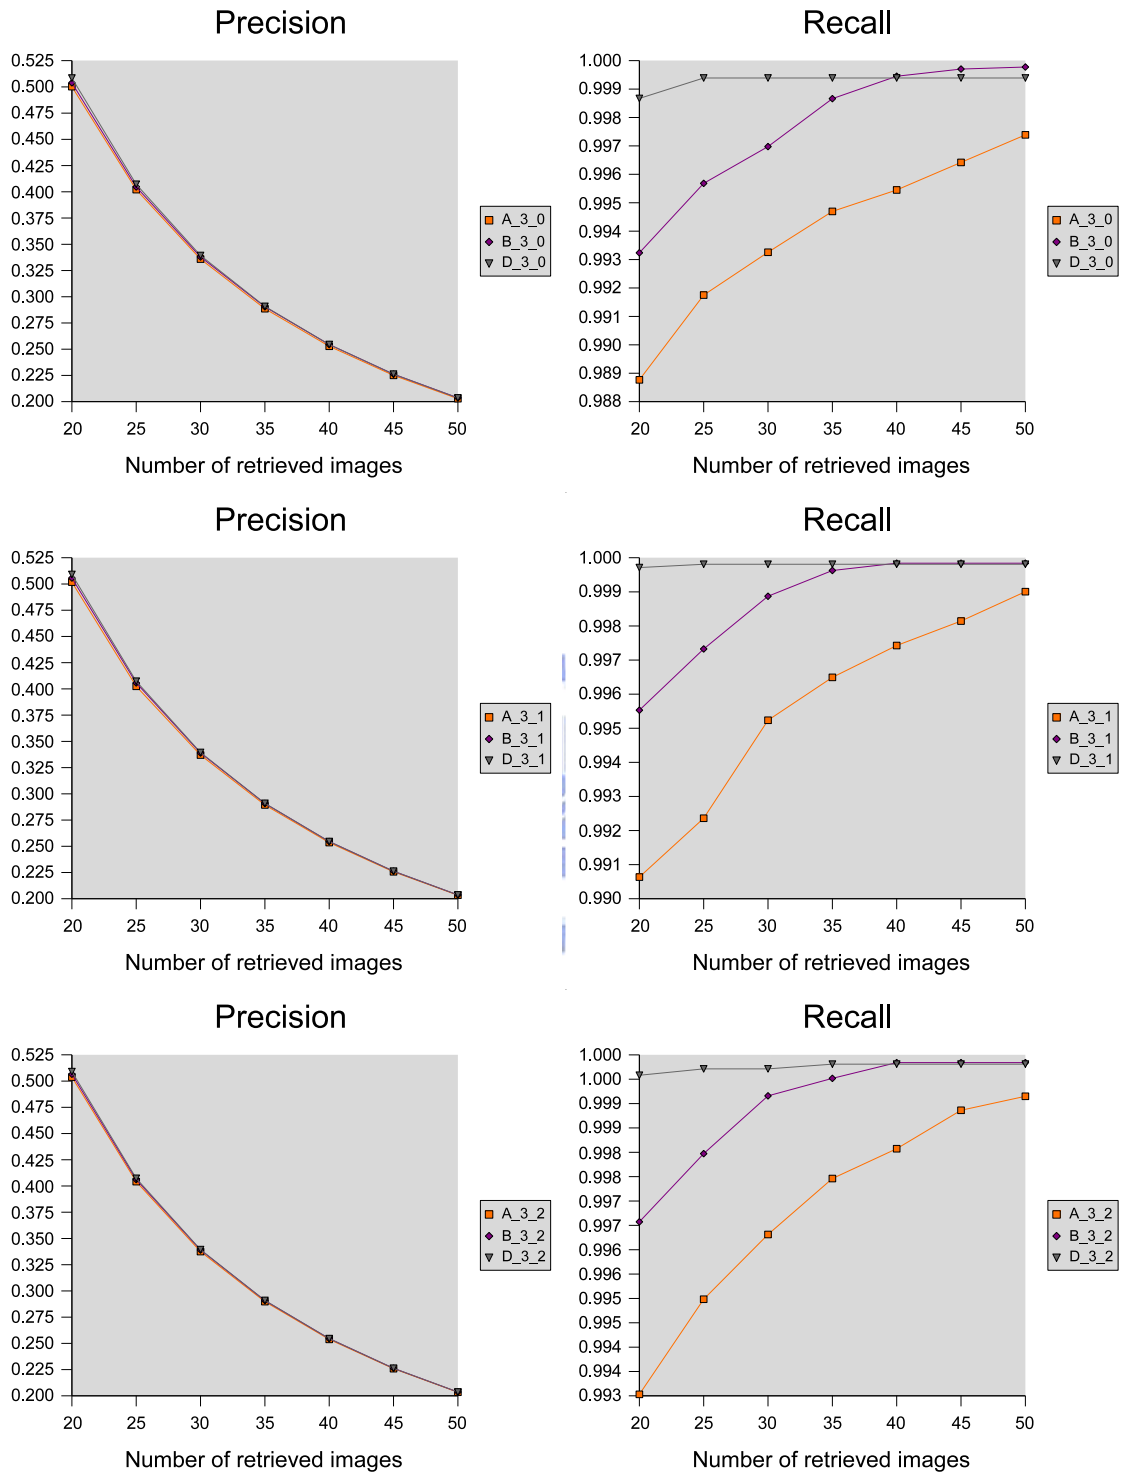 Precision
0.525
0.500
0.475
0.450
0.425
0.400
0.375
0.350
0.325
0.300
0.275
0.250
0.225
0.200
20 25 30 35 40 45 50
Number of retrieved images
A_3_0
B_3_0
D_3_0
Recall
1.000
0.999
0.998
0.997
0.996
0.995
0.994
0.993
0.992
0.991
0.990
0.989
0.988
20 25 30 35 40 45 50
Number of retrieved images
A_3_0
B_3_0
D_3_0
Precision
0.525
0.500
0.475
0.450
0.425
0.400
0.375
0.350
0.325
0.300
0.275
0.250
0.225
0.200
20 25 30 35 40 45 50
Number of retrieved images
A_3_1
B_3_1
D_3_1
Recall
1.000
0.999
0.998
0.997
0.996
0.995
0.994
0.993
0.992
0.991
0.990
20 25 30 35 40 45 50
Number of retrieved images
A_3_1
B_3_1
D_3_1
Precision
0.525
0.500
0.475
0.450
0.425
0.400
0.375
0.350
0.325
0.300
0.275
0.250
0.225
0.200
20 25 30 35 40 45 50
Number of retrieved images
A_3_2
B_3_2
D_3_2
Recall
1.000
1.000
0.999
0.999
0.998
0.998
0.997
0.997
0.996
0.996
0.995
0.995
0.994
0.994
0.993
20 25 30 35 40 45 50
Number of retrieved images
A_3_2
B_3_2
D_3_2